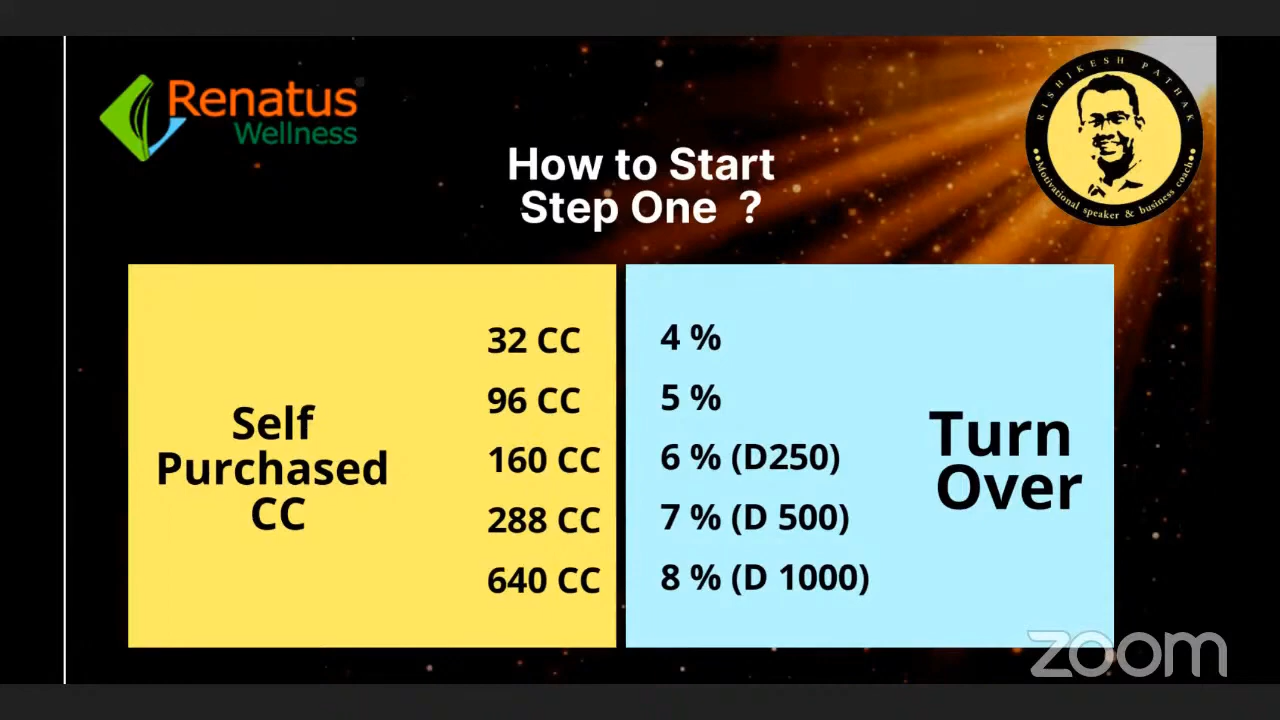 Renatus
Wellness
RISHIKESH PATHAK
Motivational speaker & business coach
How to Start
Step One ?
Self
Purchased
CC
32 CC
96 CC
160 CC
288 CC
640 CC
4 %
5 %
6 % (D250)
7 % (D 500)
8 % (D 1000)
Turn
Over
zoom